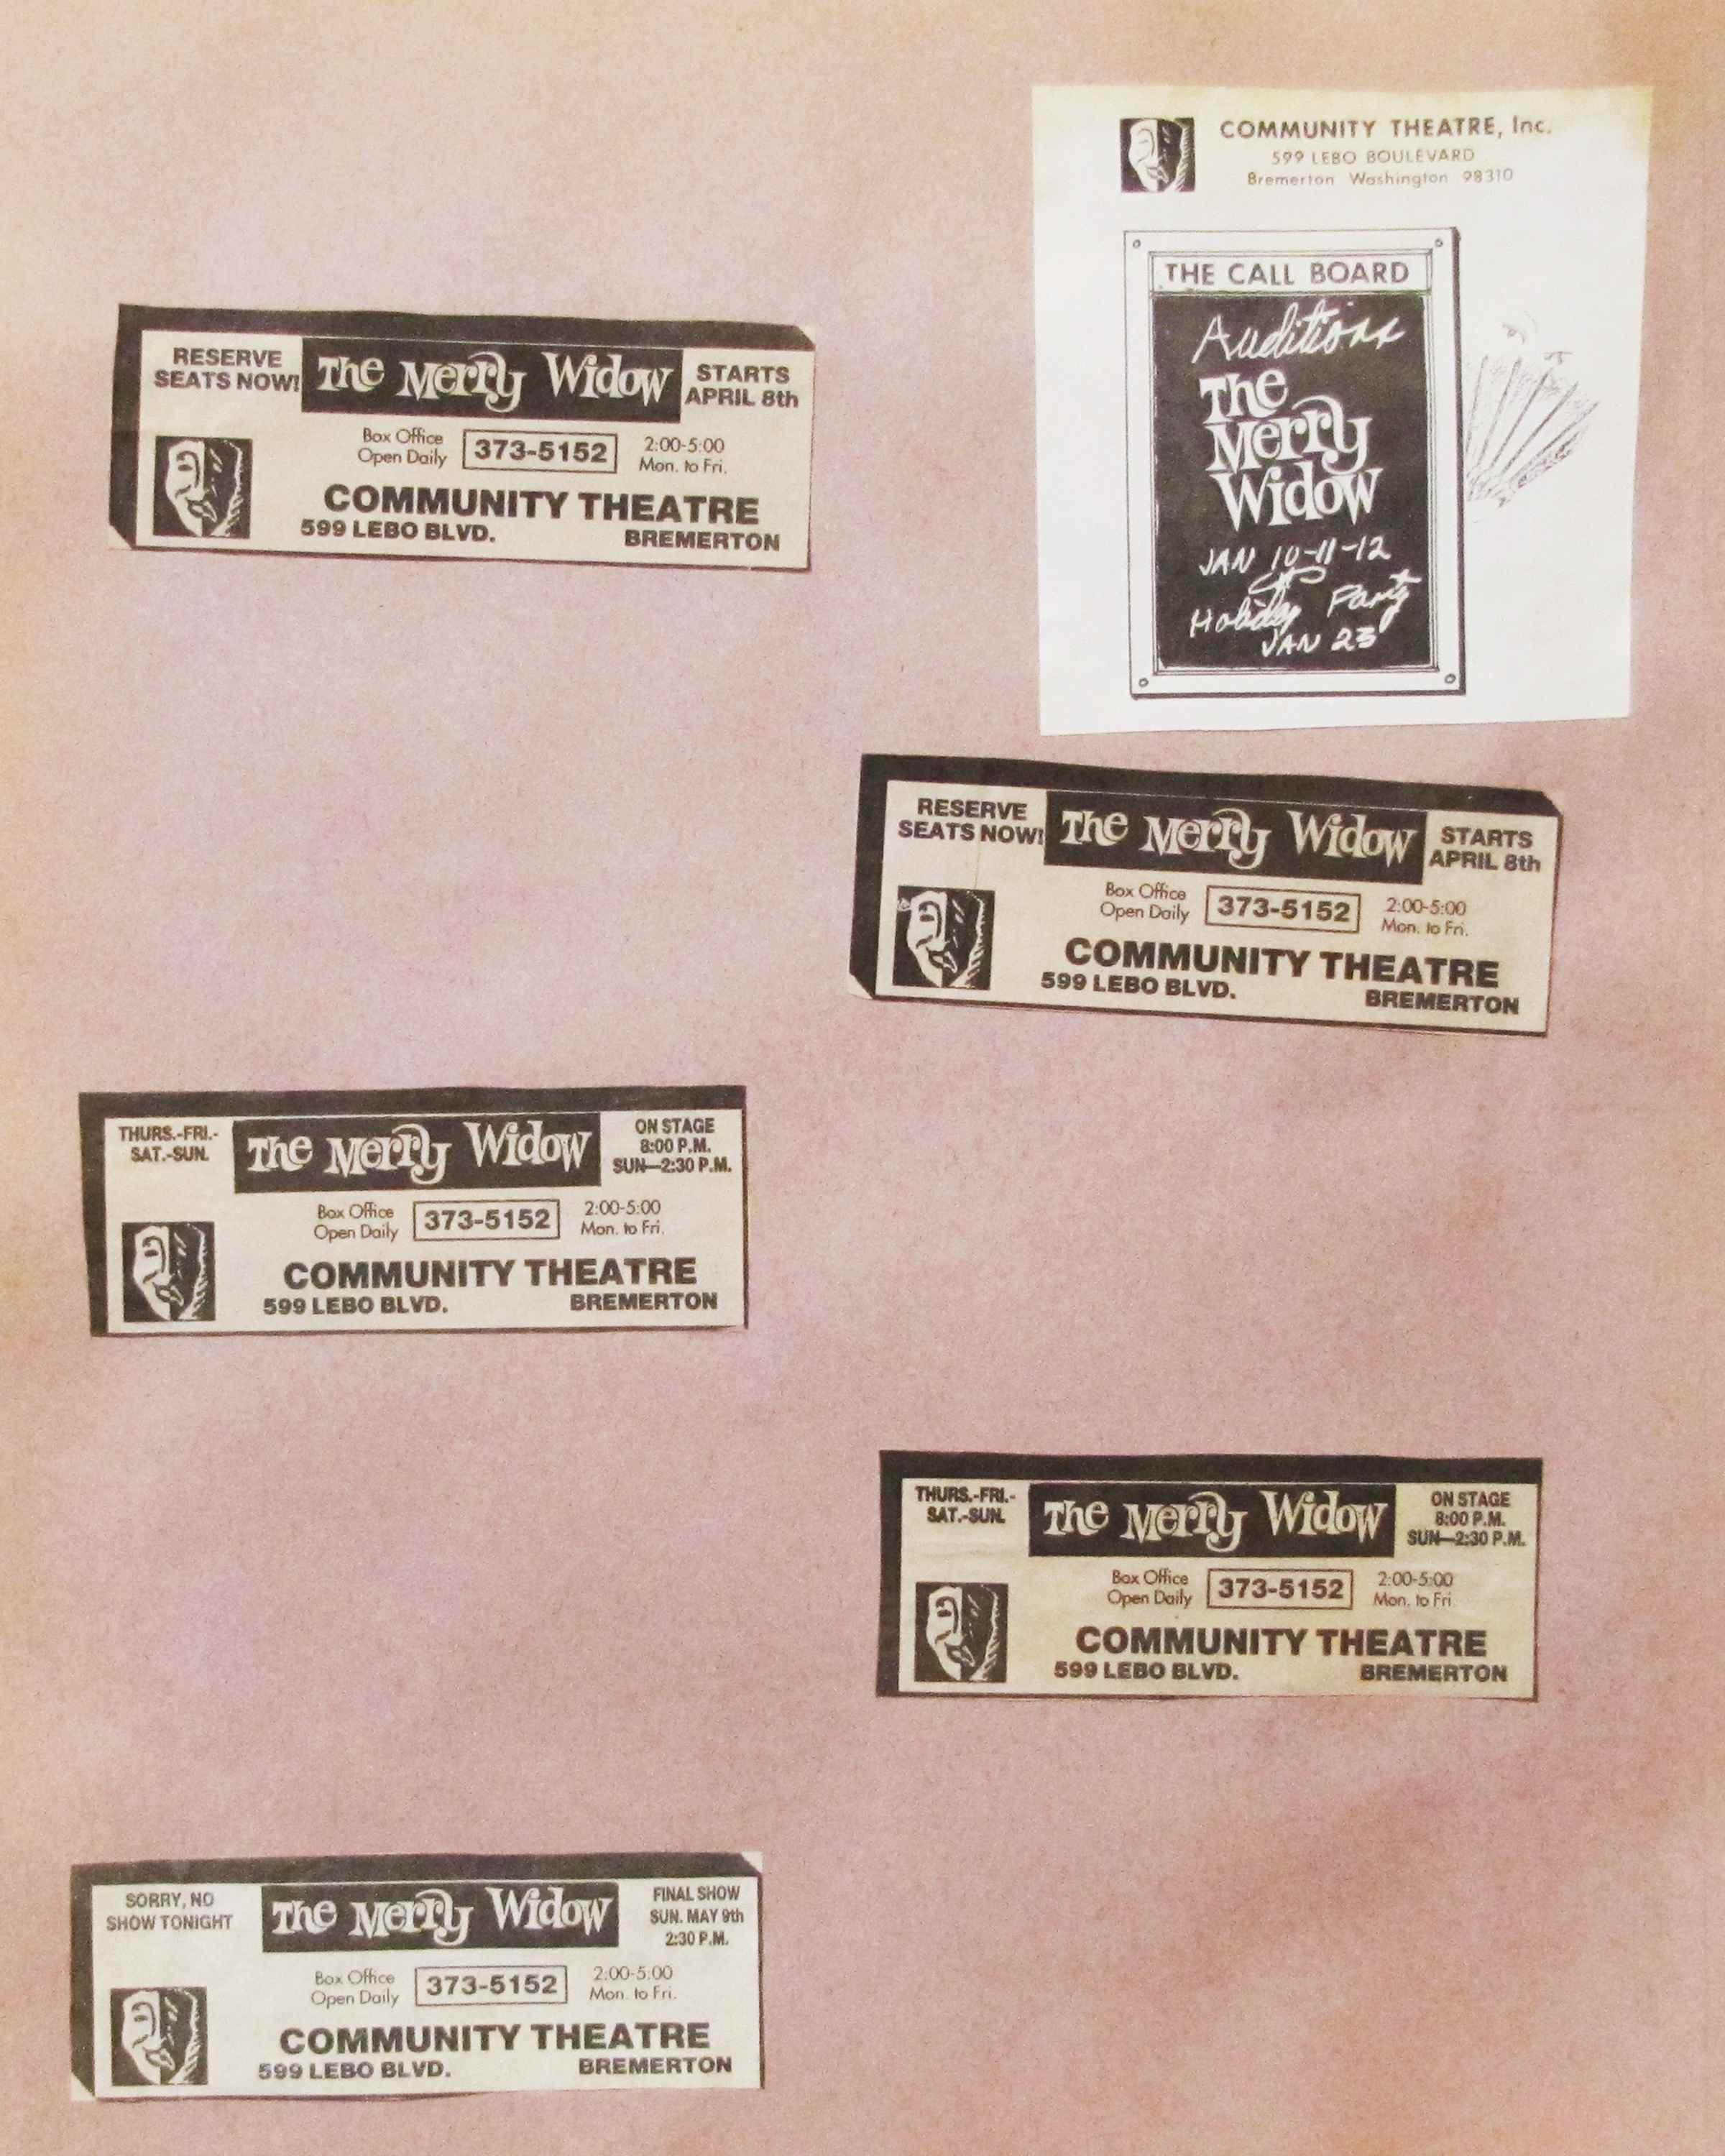 COMMUNITY THEATRE, Inc.
599 LEBO BOULEVARD
Bremerton Washington 98310
THE CALL BOARD
Auditions
The
Merry
Widow
JAN 10-11-12
Holiday Party
JAN 23
RESERVE
SEATS NOW!
The Merry Widow
STARTS
APRIL 8th
Box Office
Open Daily
373-5152
2:00-5:00
Mon. to Fri.
COMMUNITY THEATRE
599 LEBO BLVD.
BREMERTON
RESERVE
SEATS NOW!
The Merry Widow
STARTS
APRIL 8th
Box Office
Open Daily
373-5152
2:00-5:00
Mon. to Fri.
COMMUNITY THEATRE
599 LEBO BLVD.
BREMERTON
THURS.-FRI.-
SAT.-SUN.
The Merry Widow
ON STAGE
8:00 P.M.
SUN—2:30 P.M.
Box Office
Open Daily
373-5152
2:00-5:00
Mon. to Fri.
COMMUNITY THEATRE
599 LEBO BLVD.
BREMERTON
THURS.-FRI.-
SAT.-SUN.
The Merry Widow
ON STAGE
8:00 P.M.
SUN—2:30 P.M.
Box Office
Open Daily
373-5152
2:00-5:00
Mon. to Fri
COMMUNITY THEATRE
599 LEBO BLVD.
BREMERTON
SORRY, NO
SHOW TONIGHT
The Merry Widow
FINAL SHOW
SUN. MAY 9th
2:30 P.M.
Box Office
Open Daily
373-5152
2:00-5:00
Mon. to Fri.
COMMUNITY THEATRE
599 LEBO BLVD.
BREMERTON